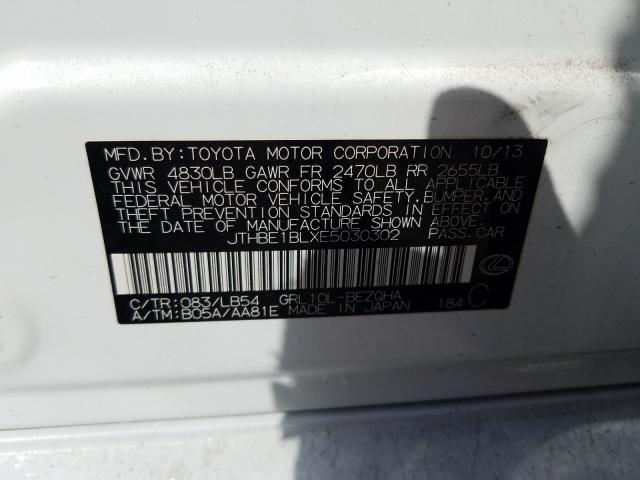 MFD.BY:TOYOTA MOTOR CORPORATION 10/13
GVWR 4830LB GAWR FR 2470LB RR 2655LB
THIS VEHICLE CONFORMS TO ALL APPLICABLE
FEDERAL MOTOR VEHICLE SAFETY,BUMPER,AND
THEFT PREVENTION STANDARDS IN EFFECT ON
THE DATE OF MANUFACTURE SHOWN ABOVE.
JTHBE1BLXE5030302 PASS.CAR
C/TR:083/LB54 GRL10L-BEZQHA 184 C
A/TM:B05A/AA81E MADE IN JAPAN